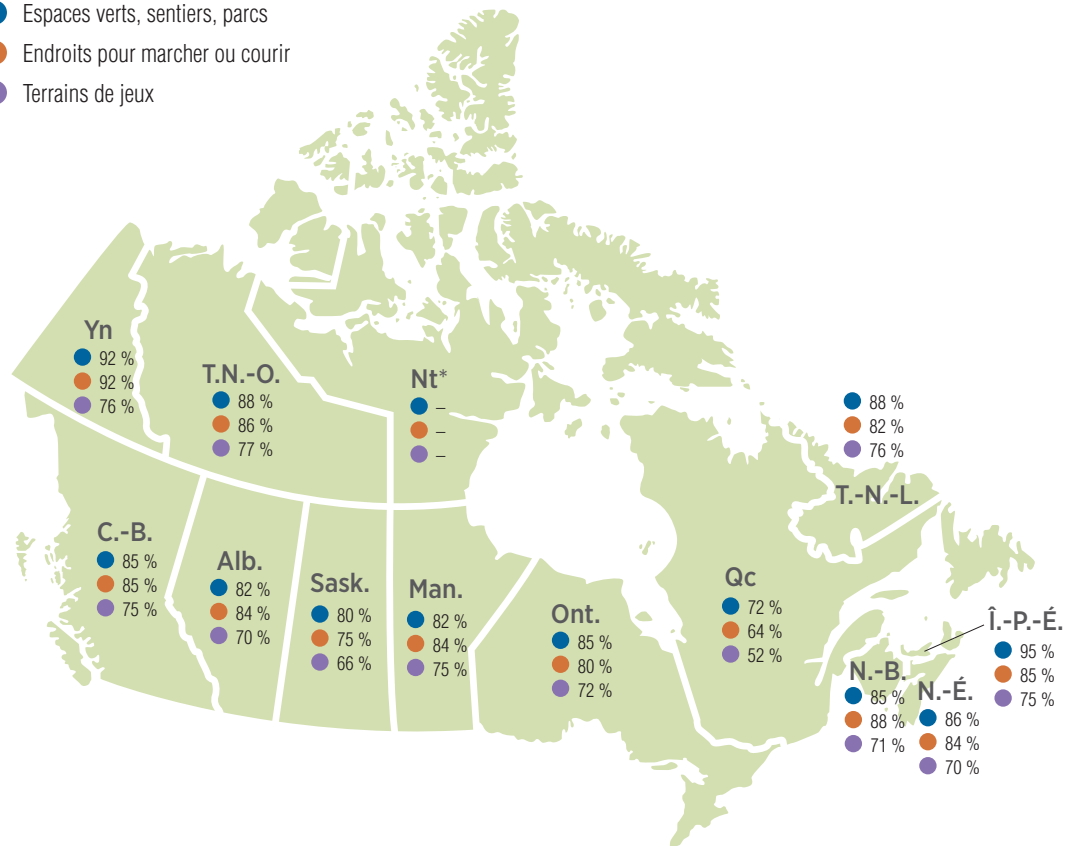 Espaces verts, sentiers, parcs
Endroits pour marcher ou courir
Terrains de jeux
Yn
92 %
92 %
76 %
T.N.-O.
88 %
86 %
77 %
Nt*
–
–
–
88 %
82 %
76 %
T.-N.-L.
C.-B.
85 %
85 %
75 %
Alb.
82 %
84 %
70 %
Sask.
80 %
75 %
66 %
Man.
82 %
84 %
75 %
Ont.
85 %
80 %
72 %
Qc
72 %
64 %
52 %
Î.-P.-É.
95 %
85 %
75 %
N.-B.
85 %
88 %
71 %
N.-É.
86 %
84 %
70 %